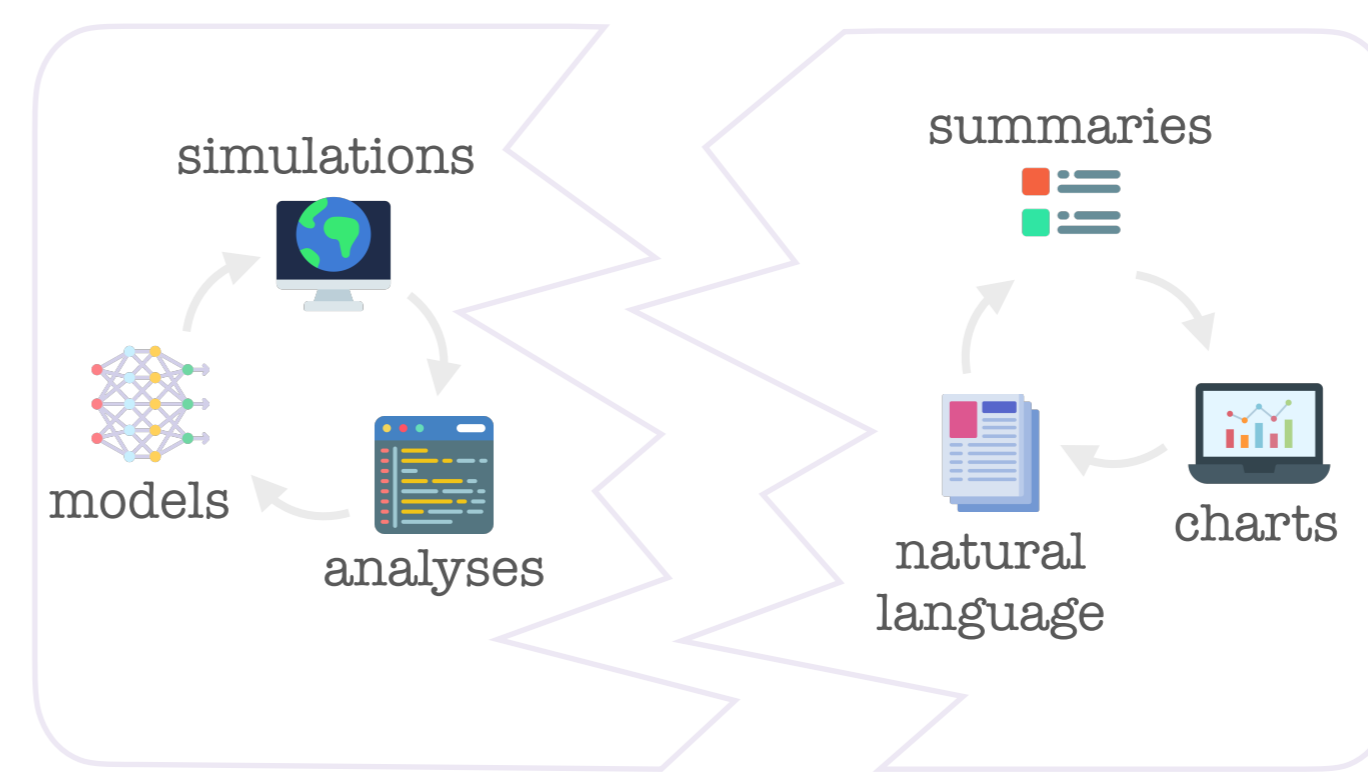 simulations
models
analyses
summaries
charts
natural
language